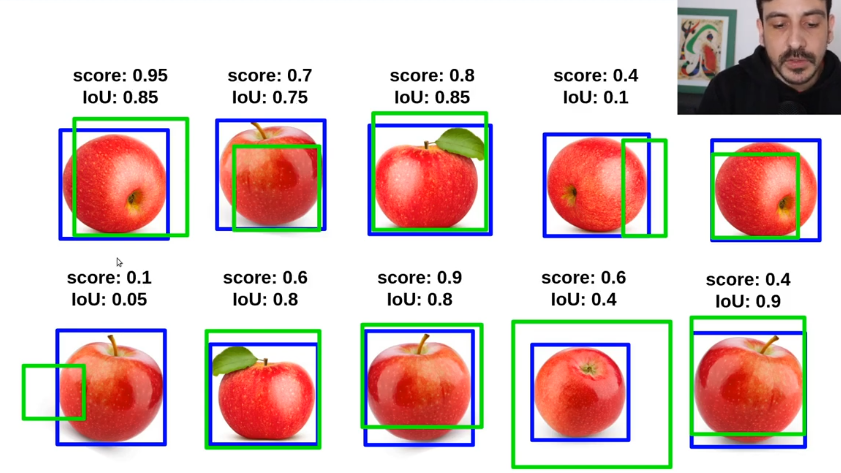 score: 0.95
IoU: 0.85
score: 0.7
IoU: 0.75
score: 0.8
IoU: 0.85
score: 0.4
IoU: 0.1
score: 0.1
IoU: 0.05
score: 0.6
IoU: 0.8
score: 0.9
IoU: 0.8
score: 0.6
IoU: 0.4
score: 0.4
IoU: 0.9